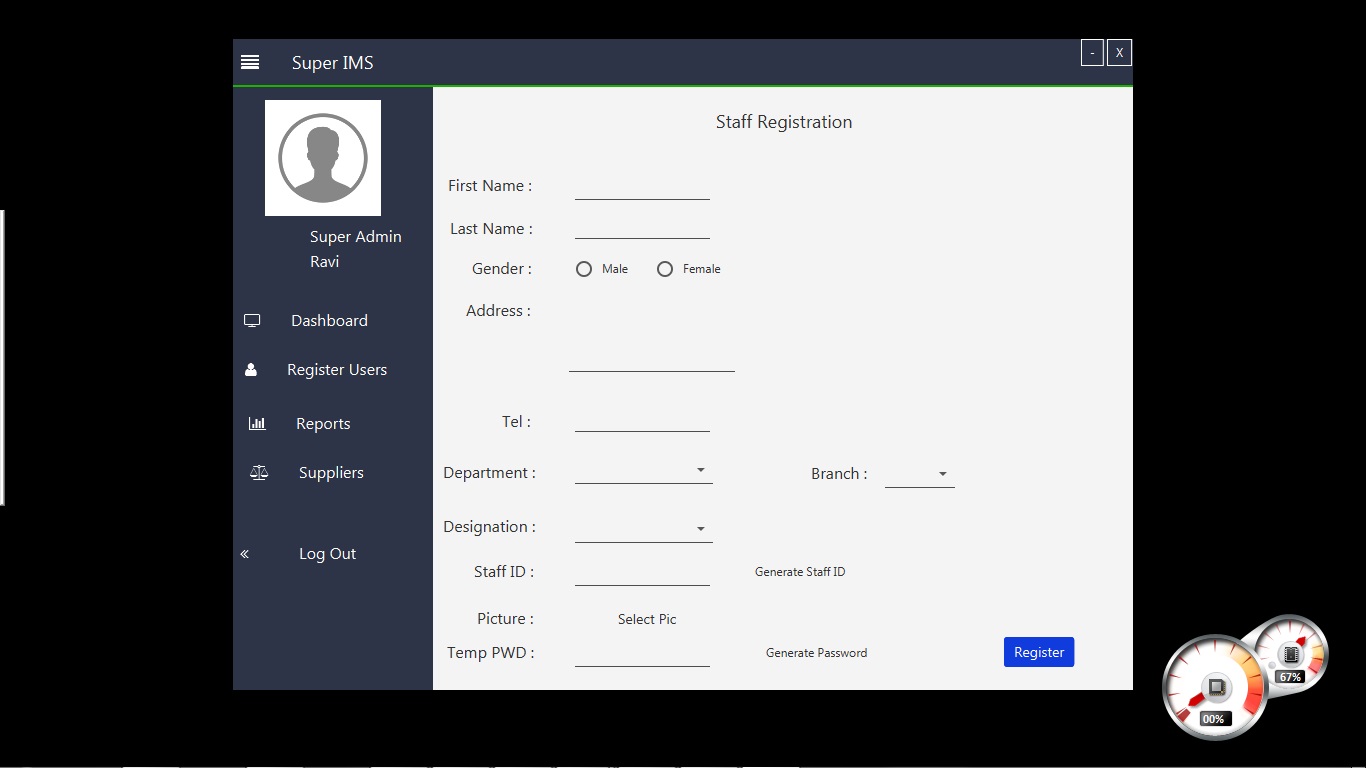 Super IMS
- X
Super Admin
Ravi
Dashboard
Register Users
Reports
Suppliers
Log Out
Staff Registration
First Name :
Last Name :
Gender : Male Female
Address :
Tel :
Department : Branch :
Designation :
Staff ID : Generate Staff ID
Picture : Select Pic
Temp PWD : Generate Password Register
67%
00%